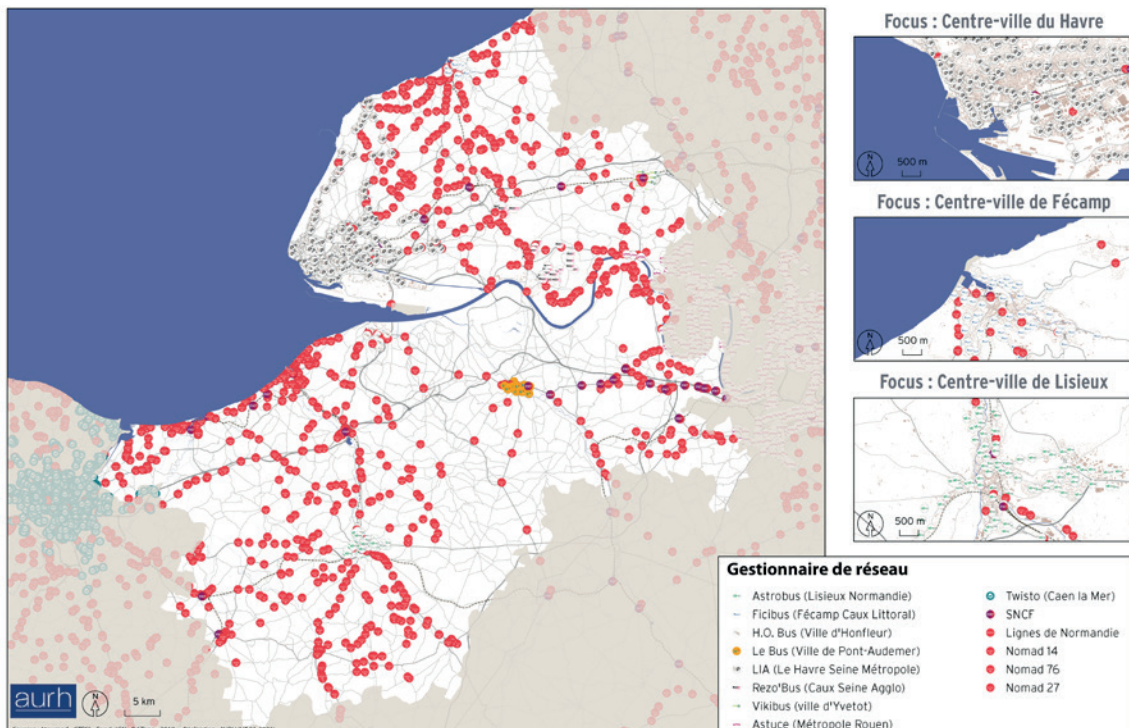 Focus : Centre-ville du Havre
N
500 m
Focus : Centre-ville de Fécamp
N
500 m
Focus : Centre-ville de Lisieux
N
500 m
Gestionnaire de réseau
Astrobus (Lisieux Normandie)
Ficibus (Fécamp Caux Littoral)
H.O. Bus (Ville d'Honfleur)
Le Bus (Ville de Pont-Audemer)
LIA (Le Havre Seine Métropole)
Rezo'Bus (Caux Seine Agglo)
Vikibus (ville d'Yvetot)
Astuce (Métropole Rouen)
Twisto (Caen la Mer)
SNCF
Lignes de Normandie
Nomad 14
Nomad 76
Nomad 27
aurh
N
5 km